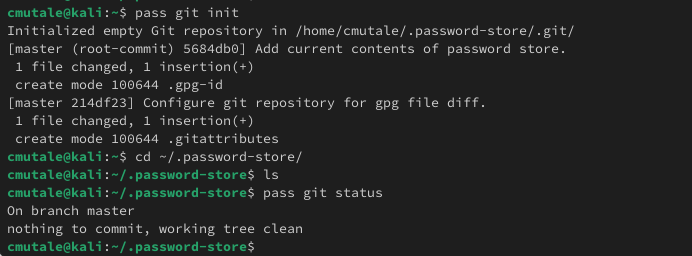 cmutale@kali:~$ pass git init
Initialized empty Git repository in /home/cmutale/.password-store/.git/
[master (root-commit) 5684db0] Add current contents of password store.
 1 file changed, 1 insertion(+)
 create mode 100644 .gpg-id
[master 214df23] Configure git repository for gpg file diff.
 1 file changed, 1 insertion(+)
 create mode 100644 .gitattributes
cmutale@kali:~$ cd ~/.password-store/
cmutale@kali:~/.password-store$ ls
cmutale@kali:~/.password-store$ pass git status
On branch master
nothing to commit, working tree clean
cmutale@kali:~/.password-store$